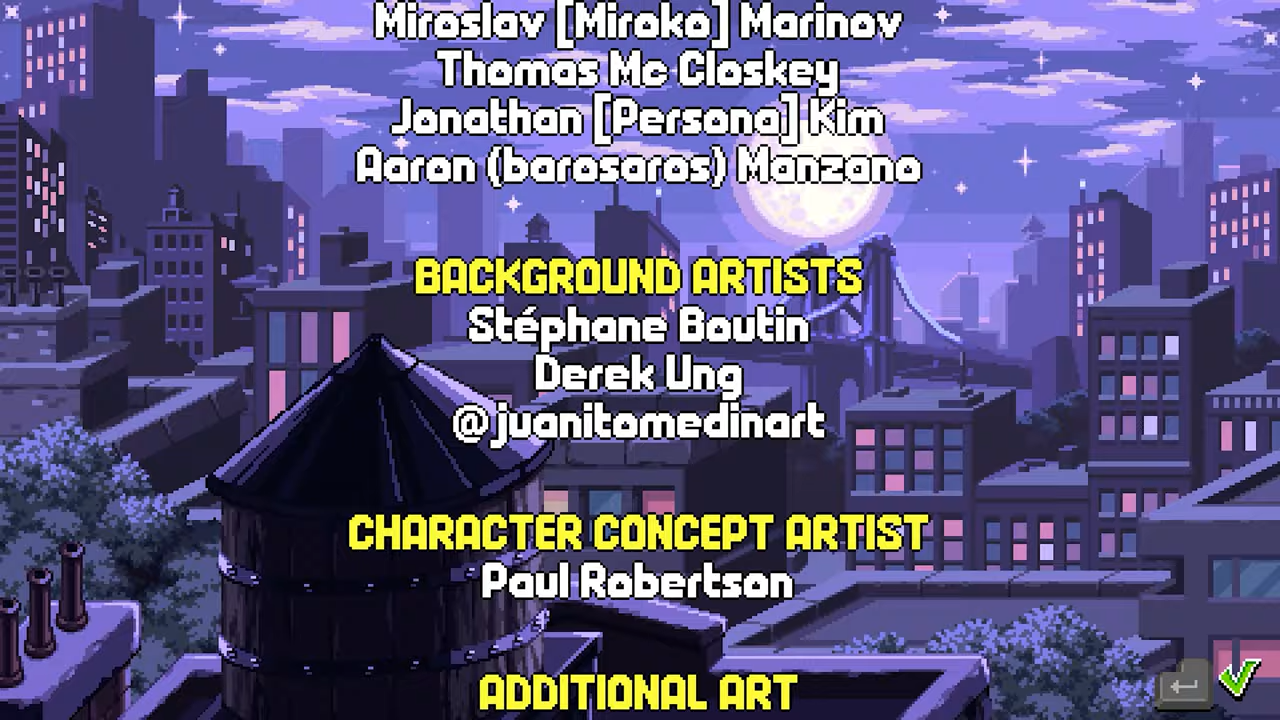 Miroslav [Miroko] Marinov
Thomas Mc Closkey
Jonathan [Persona] Kim
Aaron (barosaros) Manzano
BACKGROUND ARTISTS
Stéphane Boutin
Derek Ung
@juanitomedinart
CHARACTER CONCEPT ARTIST
Paul Robertson
ADDITIONAL ART